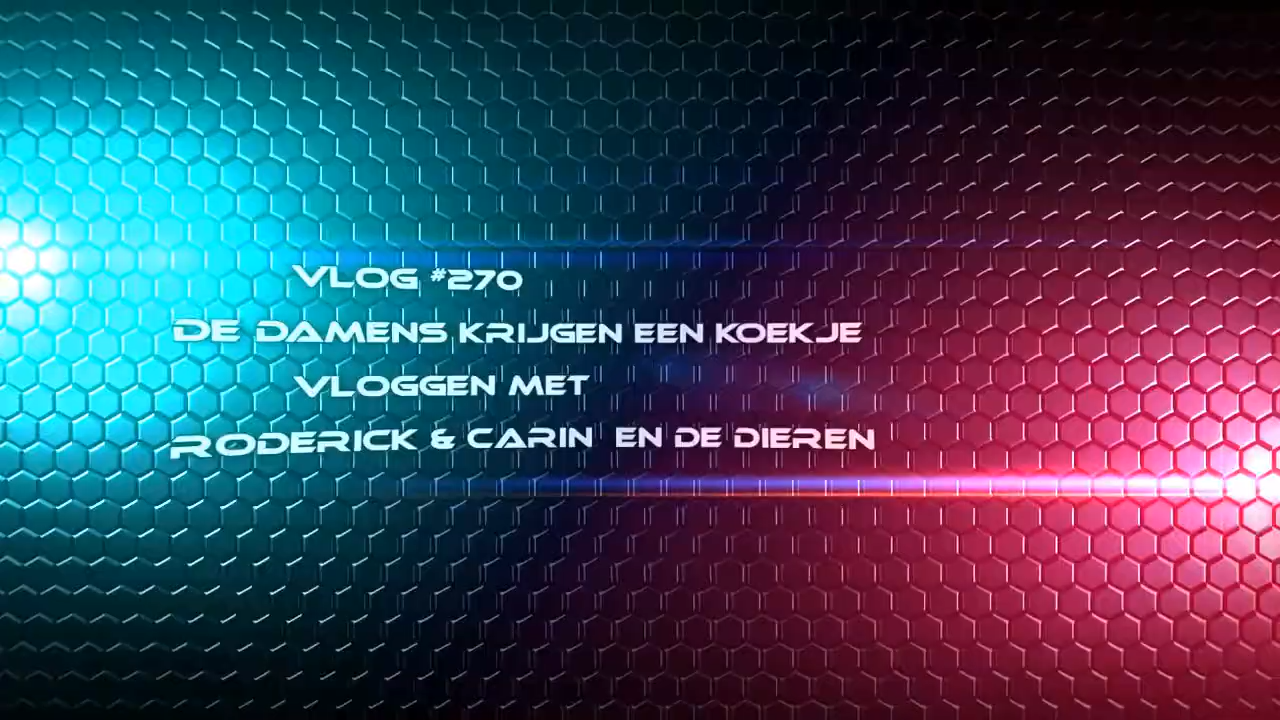 VLOG #270
DE DAMENS KRIJGEN EEN KOEKJE
VLOGGEN MET
RODERICK & CARIN EN DE DIEREN